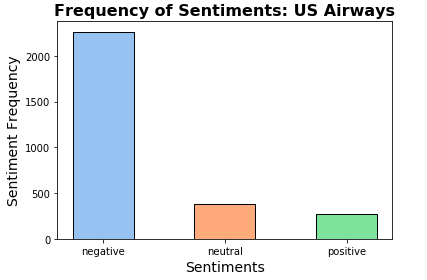 Frequency of Sentiments: US Airways
Sentiment Frequency
2000
1500
1000
500
0
negative neutral positive
Sentiments